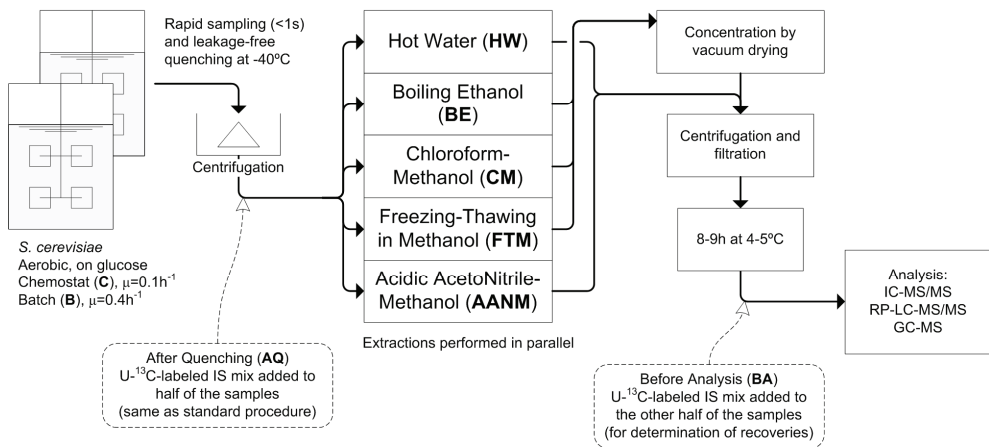 Rapid sampling (<1s)
and leakage-free
quenching at -40ºC
Centrifugation
S. cerevisiae
Aerobic, on glucose
Chemostat (C), μ=0.1h⁻¹
Batch (B), μ=0.4h⁻¹
After Quenching (AQ)
U-¹³C-labeled IS mix added to
half of the samples
(same as standard procedure)
Hot Water (HW)
Boiling Ethanol
(BE)
Chloroform-
Methanol (CM)
Freezing-Thawing
in Methanol (FTM)
Acidic AcetoNitrile-
Methanol (AANM)
Extractions performed in parallel
Concentration by
vacuum drying
Centrifugation and
filtration
8-9h at 4-5ºC
Before Analysis (BA)
U-¹³C-labeled IS mix added to
the other half of the samples
(for determination of recoveries)
Analysis:
IC-MS/MS
RP-LC-MS/MS
GC-MS